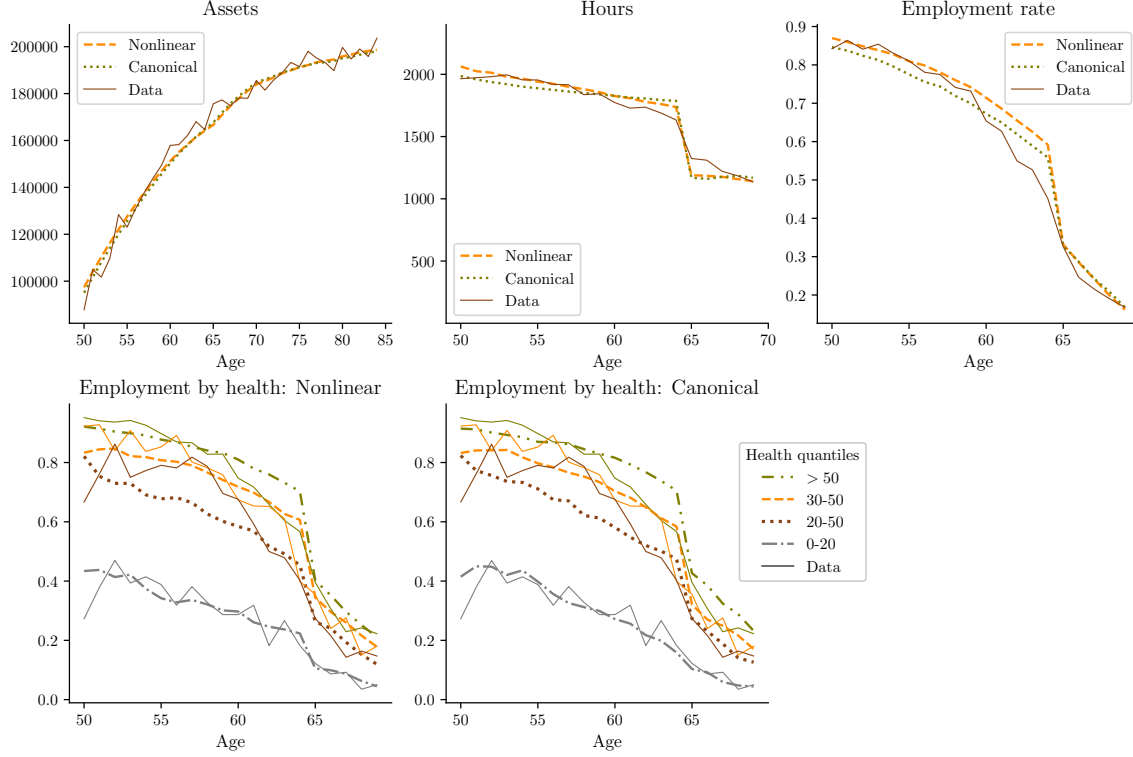 Assets
200000
180000
160000
140000
120000
100000
50
55
60
65
70
75
80
85
Age
Nonlinear
Canonical
Data
Hours
2000
1500
1000
500
50
55
60
65
70
Age
Nonlinear
Canonical
Data
Employment rate
0.9
0.8
0.7
0.6
0.5
0.4
0.3
0.2
50
55
60
65
Age
Nonlinear
Canonical
Data
Employment by health: Nonlinear
0.8
0.6
0.4
0.2
0.0
50
55
60
65
Age
Employment by health: Canonical
0.8
0.6
0.4
0.2
0.0
50
55
60
65
Age
Health quantiles
> 50
30-50
20-50
0-20
Data